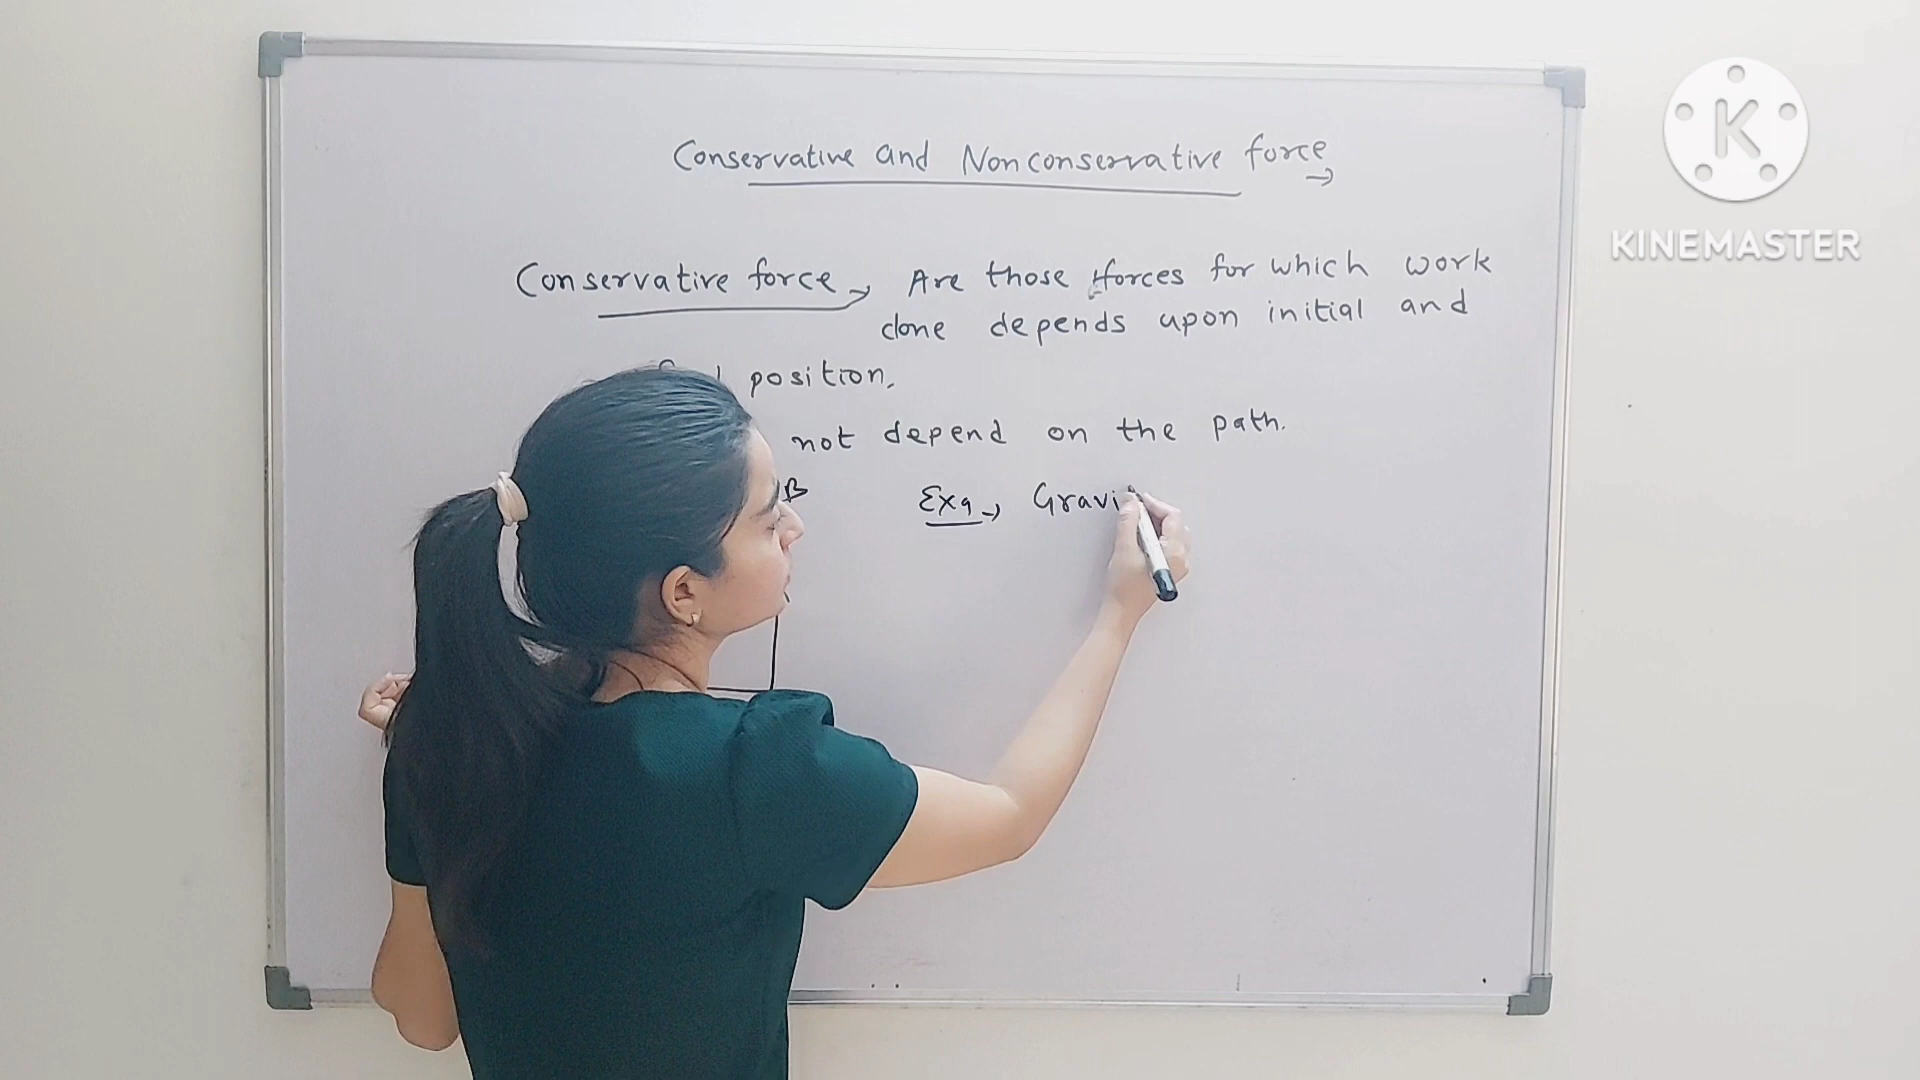 Conservative and Nonconservative force
Conservative force Are those forces for which work
done depends upon initial and
position.
not depend on the path.
B
Exa Gravi
K
KINEMASTER